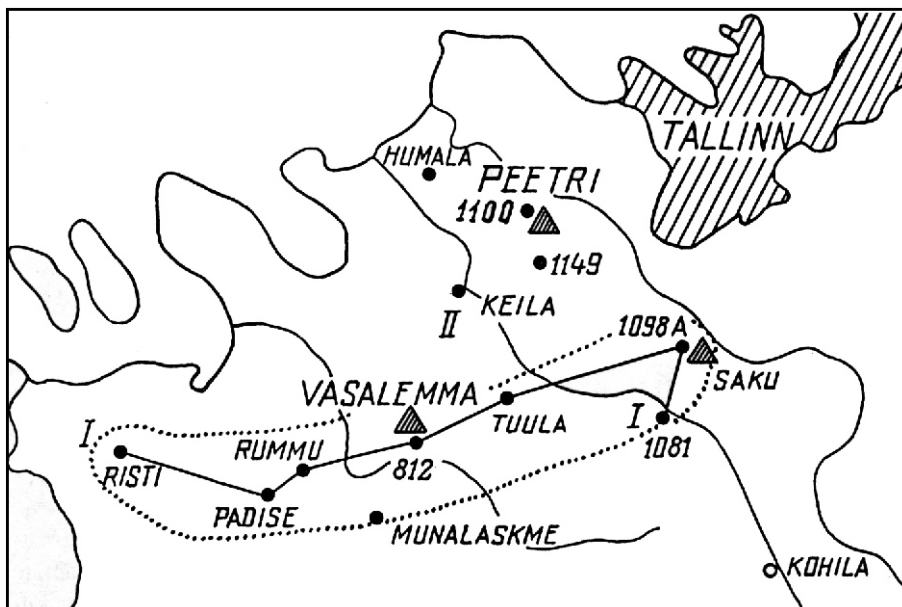 TALLINN
HUMALA
PEETRI
1100
1149
KEILA
II
1098 A
SAKU
VASALEMMA
TUULA
I
1081
I
RUMMU
812
RISTI
PADISE
MUNALASKME
KOHILA